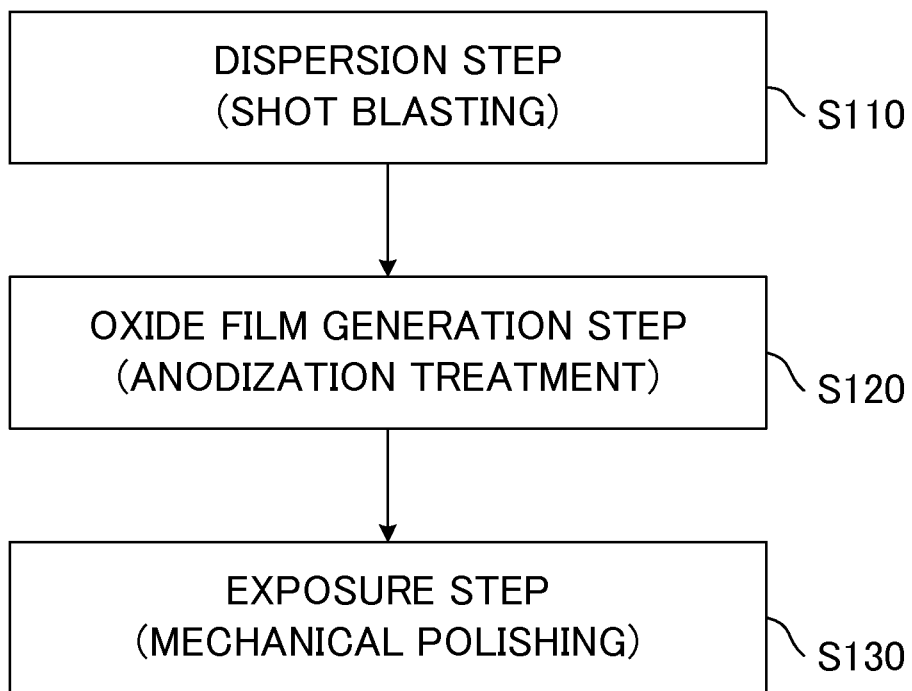 DISPERSION STEP
(SHOT BLASTING)
S110
OXIDE FILM GENERATION STEP
(ANODIZATION TREATMENT)
S120
EXPOSURE STEP
(MECHANICAL POLISHING)
S130